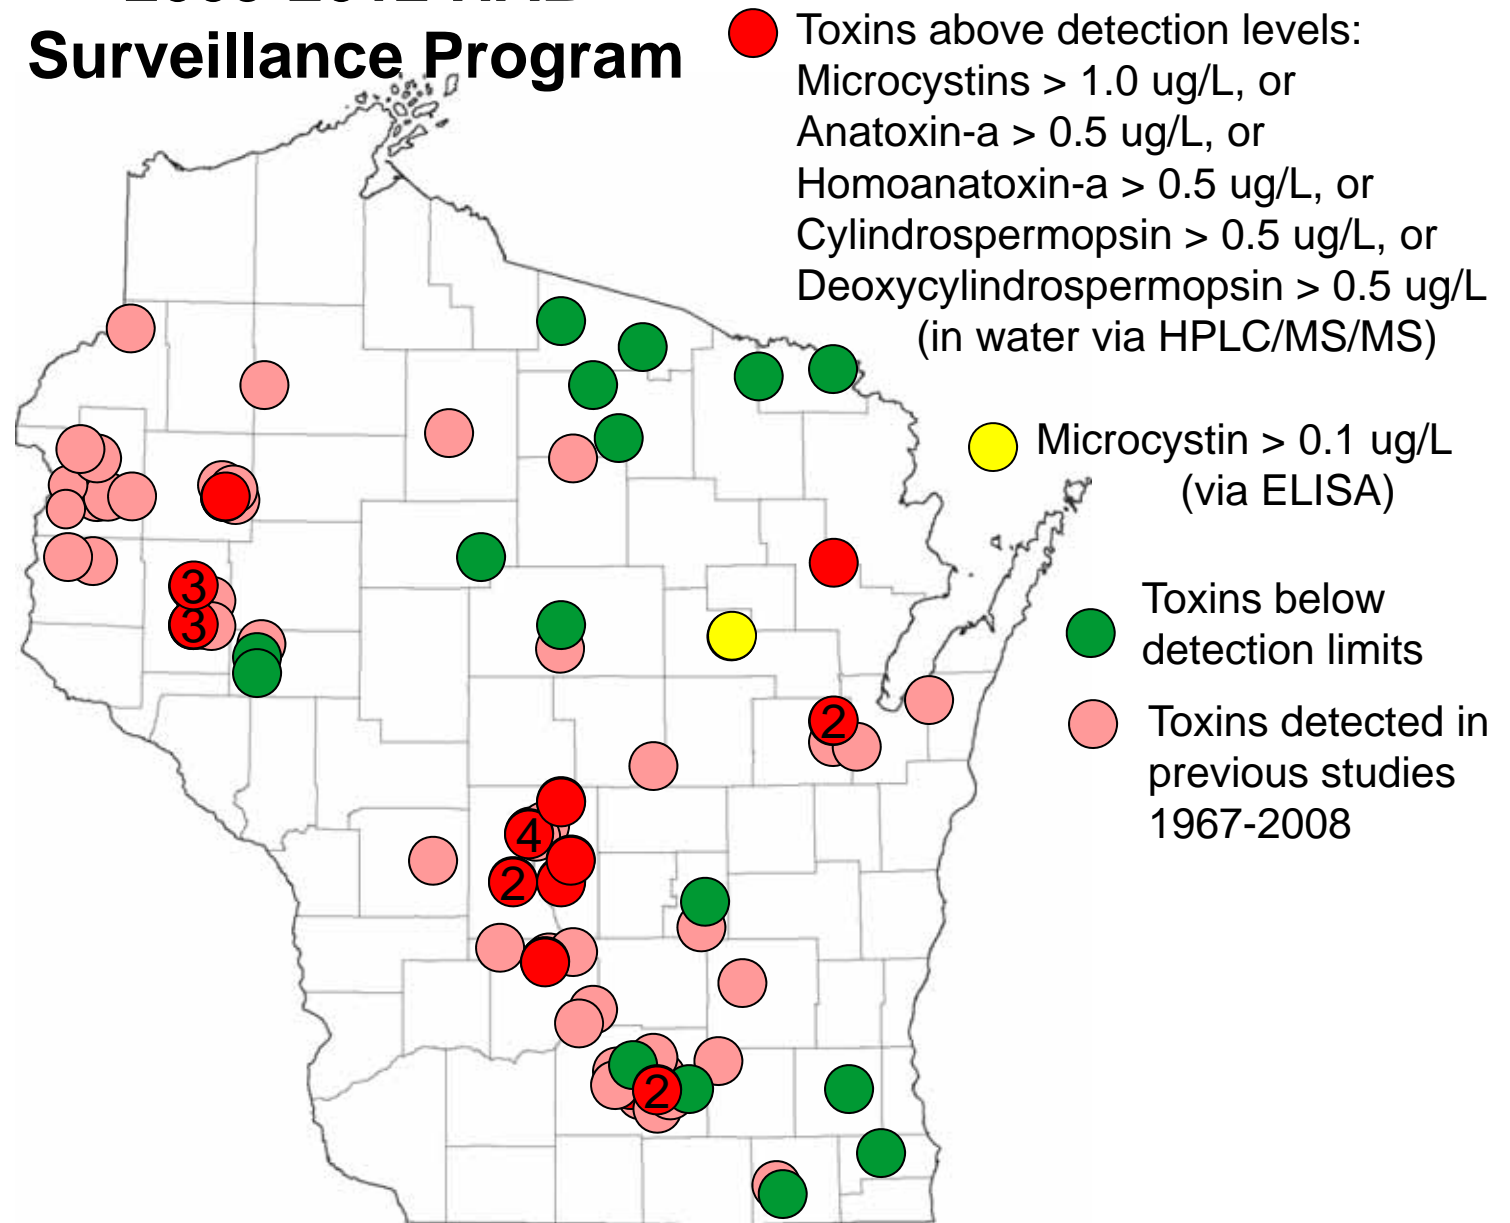 Surveillance Program
Toxins above detection levels:
Microcystins > 1.0 ug/L, or
Anatoxin-a > 0.5 ug/L, or
Homoanatoxin-a > 0.5 ug/L, or
Cylindrospermopsin > 0.5 ug/L, or
Deoxycylindrospermopsin > 0.5 ug/L
(in water via HPLC/MS/MS)
Microcystin > 0.1 ug/L
(via ELISA)
Toxins below
detection limits
Toxins detected in
previous studies
1967-2008
3
3
2
4
2
2